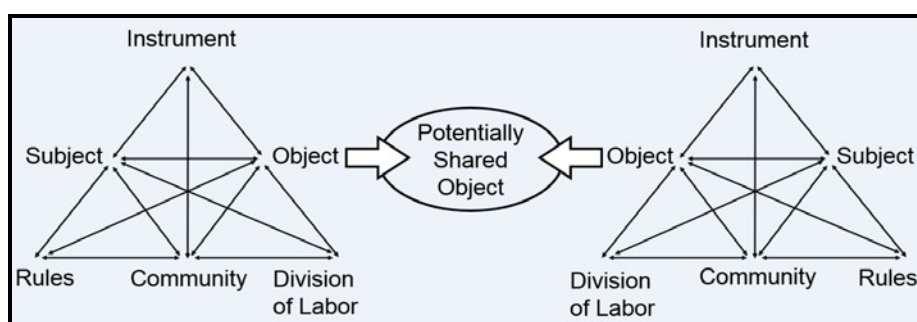 Instrument
Instrument
Subject
Object
Potentially
Shared
Object
Object
Subject
Rules
Community
Division
of Labor
Division
of Labor
Community
Rules